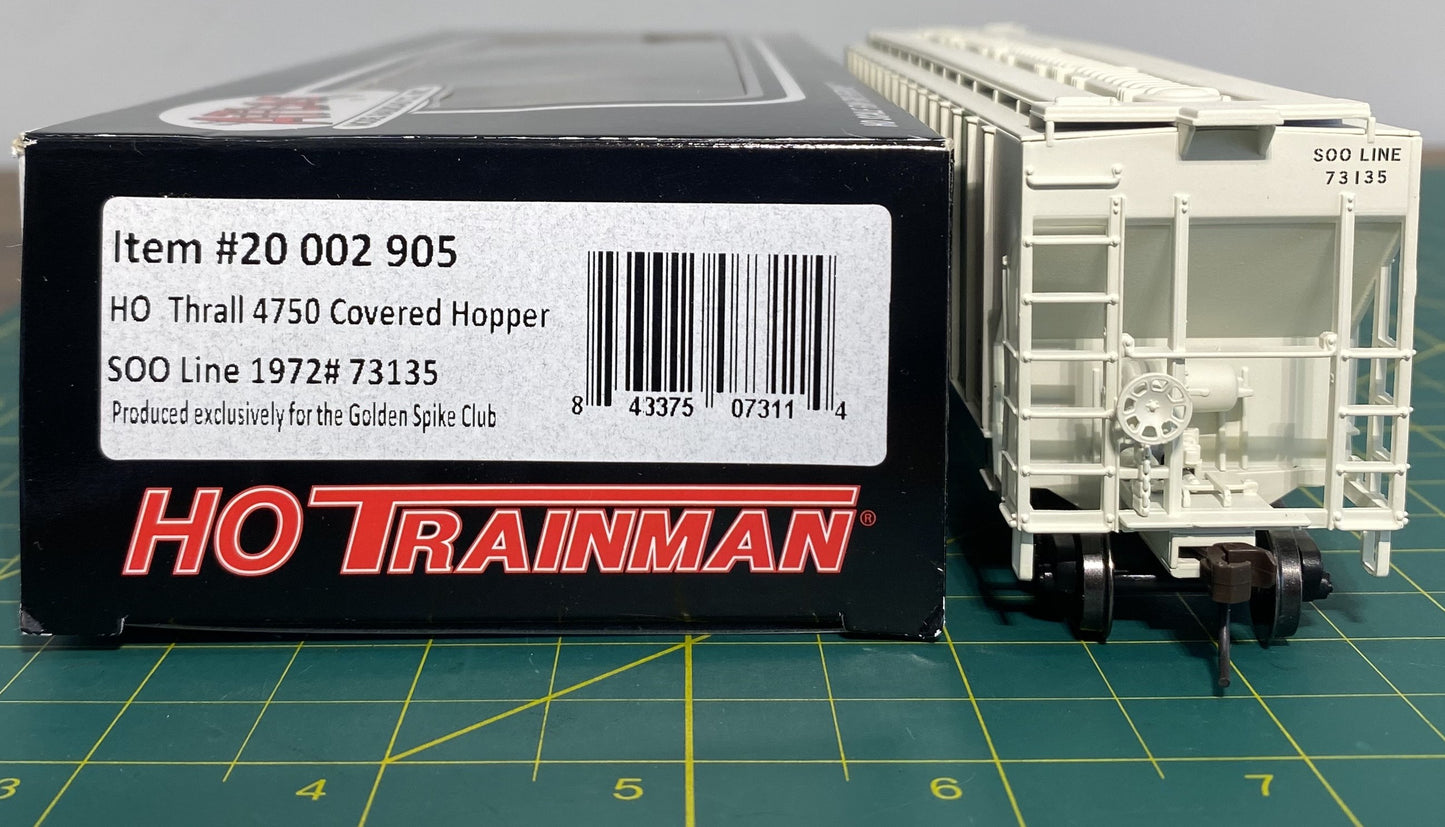 Item #20 002 905
HO Thrall 4750 Covered Hopper
SOO Line 1972# 73135
Produced exclusively for the Golden Spike Club
8 43375 07311 4
HO TRAINMAN®
SOO LINE
73135
3 4 5 6 7